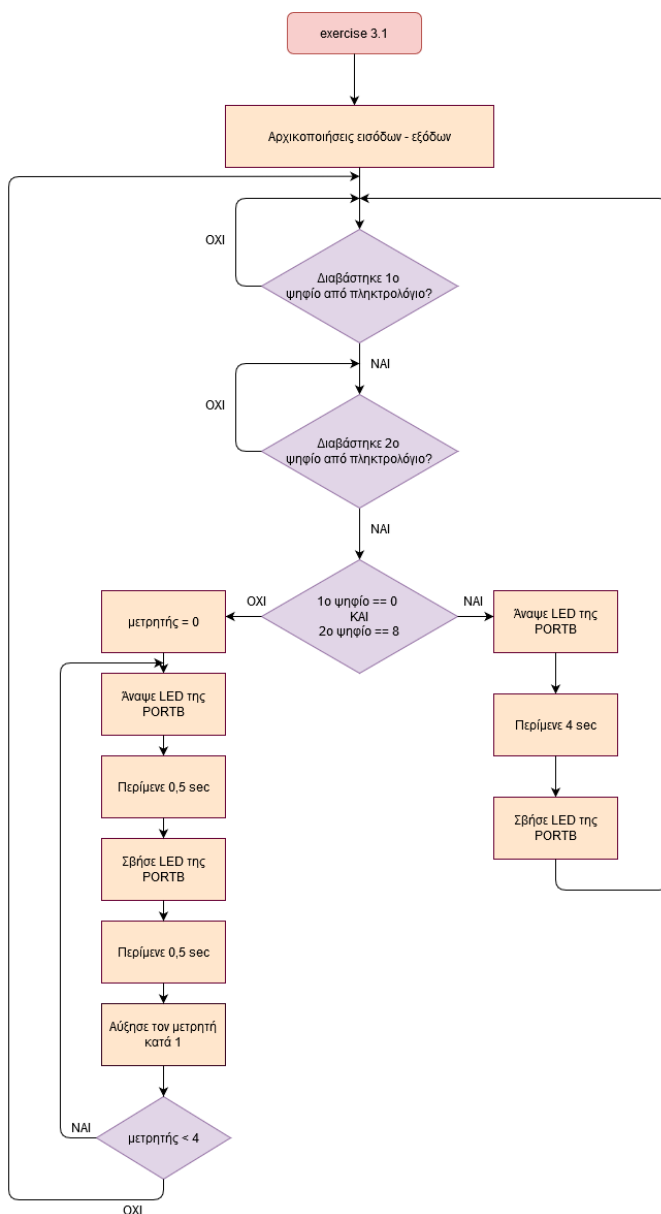 exercise 3.1
Αρχικοποιήσεις εισόδων - εξόδων
ΟΧΙ
Διαβάστηκε 1ο
ψηφίο από πληκτρολόγιο?
ΝΑΙ
ΟΧΙ
Διαβάστηκε 2ο
ψηφίο από πληκτρολόγιο?
ΝΑΙ
1ο ψηφίο == 0
ΚΑΙ
2ο ψηφίο == 8
ΟΧΙ
ΝΑΙ
μετρητής = 0
Άναψε LED της
PORTB
Περίμενε 0,5 sec
Σβήσε LED της
PORTB
Περίμενε 0,5 sec
Αύξησε τον μετρητή
κατά 1
μετρητής < 4
ΝΑΙ
ΟΧΙ
Άναψε LED της
PORTB
Περίμενε 4 sec
Σβήσε LED της
PORTB